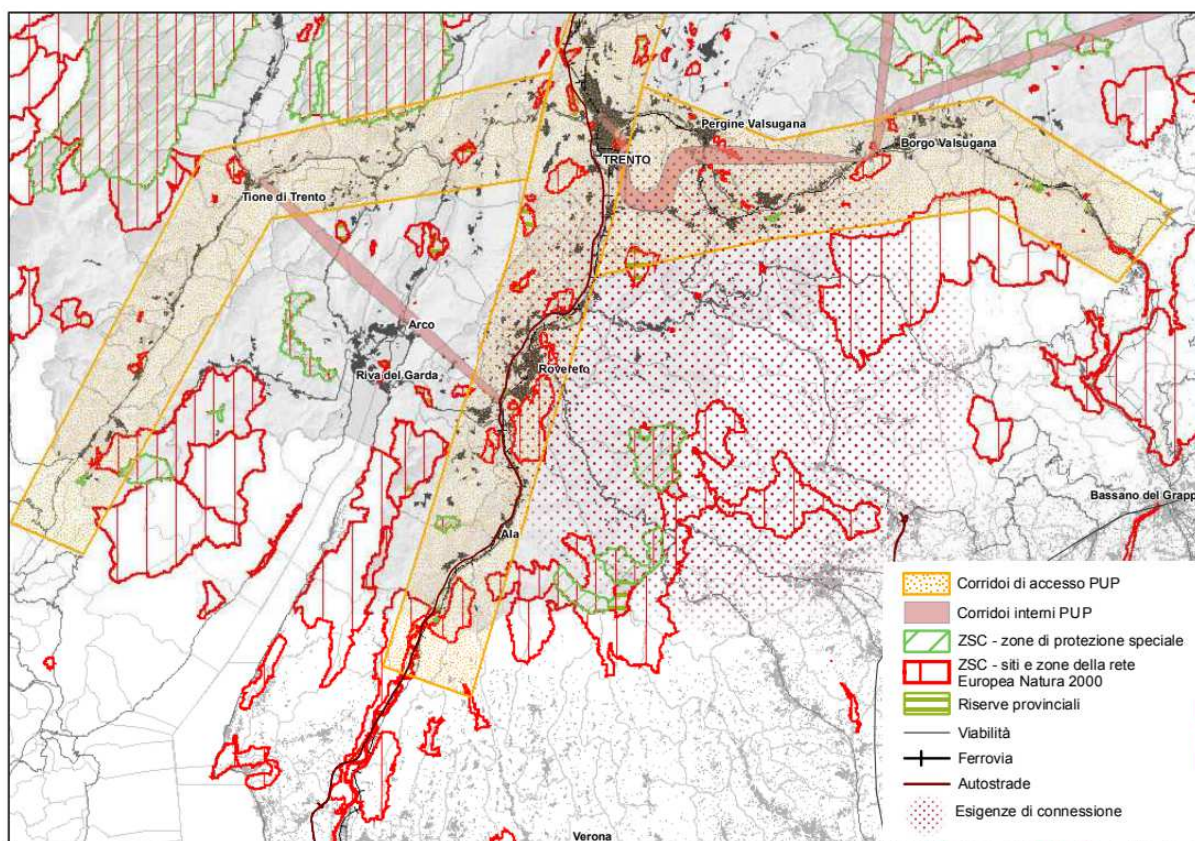 Pergine Valsugana
Borgo Valsugana
TRENTO
Tione di Trento
Arco
Riva del Garda
Rovereto
Ala
Bassano del Grapp
Verona
Corridoi di accesso PUP
Corridoi interni PUP
ZSC - zone di protezione speciale
ZSC - siti e zone della rete
Europea Natura 2000
Riserve provinciali
Viabilità
Ferrovia
Autostrade
Esigenze di connessione